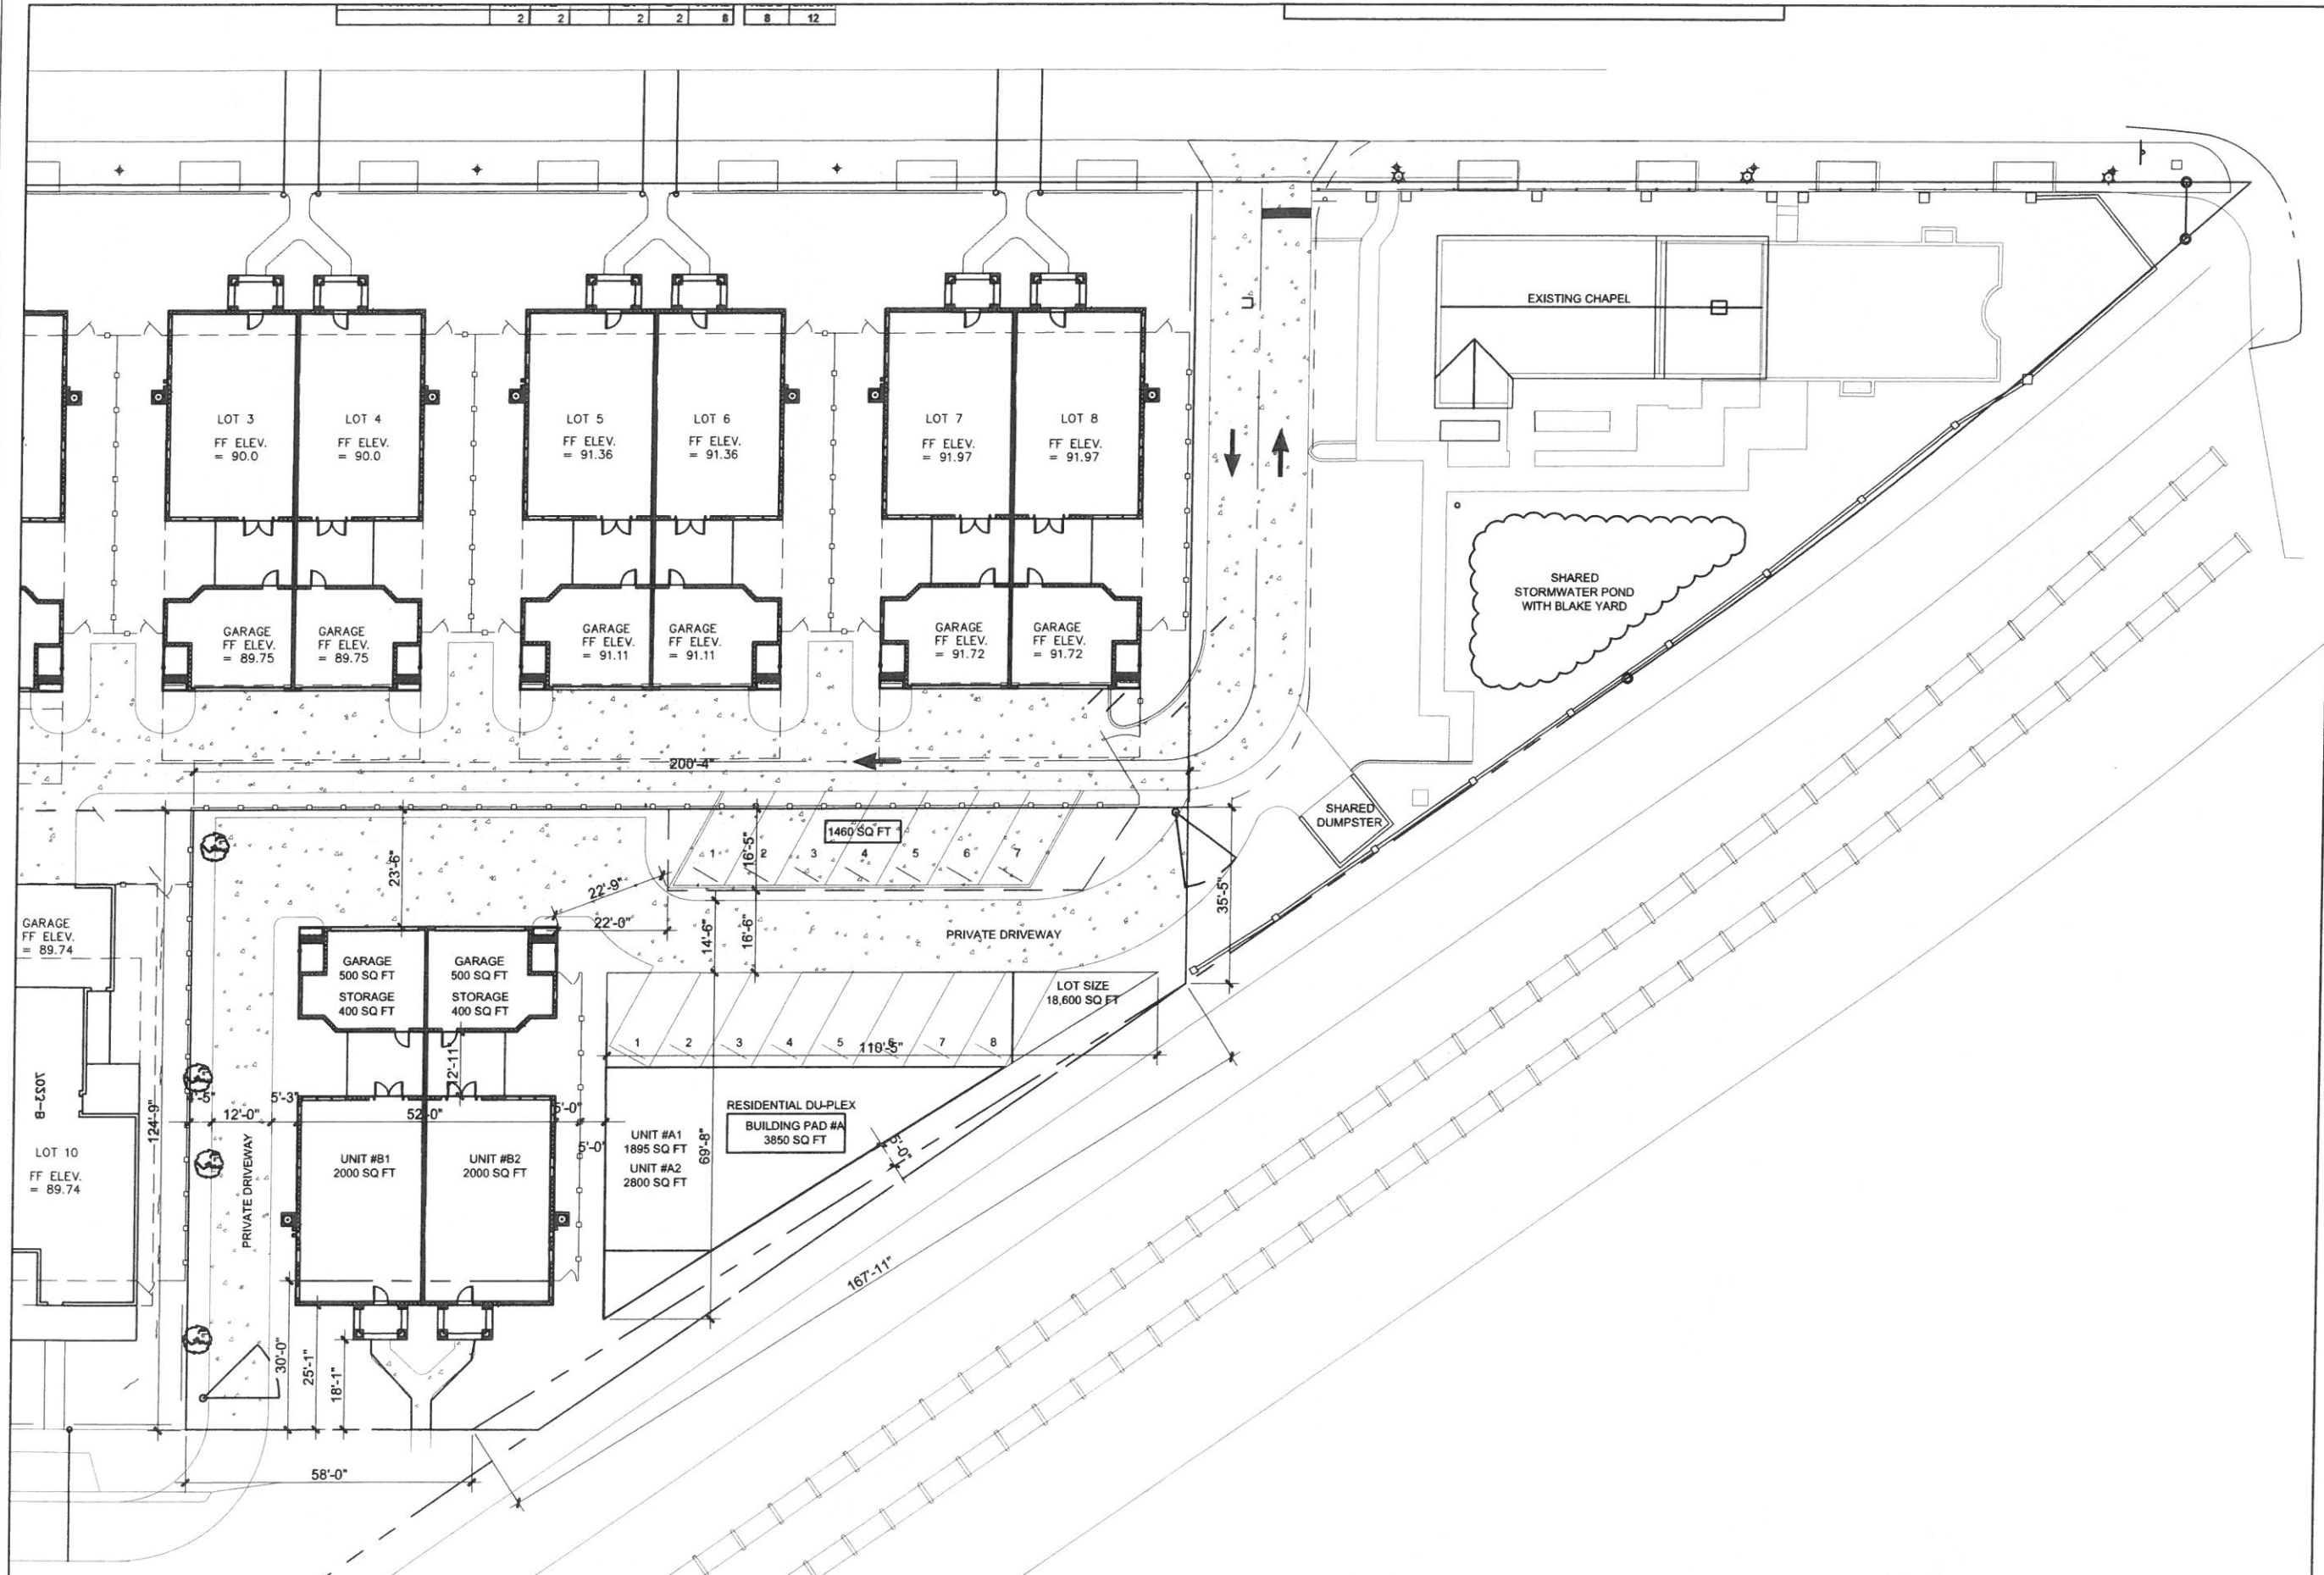 2 2 2 2 8 8 12
EXISTING CHAPEL
LOT 3
FF ELEV.
= 90.0
LOT 4
FF ELEV.
= 90.0
LOT 5
FF ELEV.
= 91.36
LOT 6
FF ELEV.
= 91.36
LOT 7
FF ELEV.
= 91.97
LOT 8
FF ELEV.
= 91.97
SHARED
STORMWATER POND
WITH BLAKE YARD
GARAGE
FF ELEV.
= 89.75
GARAGE
FF ELEV.
= 89.75
GARAGE
FF ELEV.
= 91.11
GARAGE
FF ELEV.
= 91.11
GARAGE
FF ELEV.
= 91.72
GARAGE
FF ELEV.
= 91.72
200'-4"
SHARED
DUMPSTER
1460 SQ FT
1 2 3 4 5 6 7
16'-5"
23'-6"
22'-9"
22'-0"
14'-6"
16'-6"
35'-5"
PRIVATE DRIVEWAY
GARAGE
FF ELEV.
= 89.74
GARAGE
500 SQ FT
STORAGE
400 SQ FT
GARAGE
500 SQ FT
STORAGE
400 SQ FT
LOT SIZE
18,600 SQ FT
1 2 3 4 5 6 7 8
110'-5"
12'-11"
7023-B
124'-9"
12'-0"
5'-3"
52'-0"
5'-0"
5'-0"
RESIDENTIAL DU-PLEX
BUILDING PAD #A
3850 SQ FT
UNIT #A1
1895 SQ FT
UNIT #A2
2800 SQ FT
69'-8"
5'-0"
LOT 10
FF ELEV.
= 89.74
PRIVATE DRIVEWAY
UNIT #B1
2000 SQ FT
UNIT #B2
2000 SQ FT
167'-11"
30'-0"
25'-1"
18'-1"
58'-0"